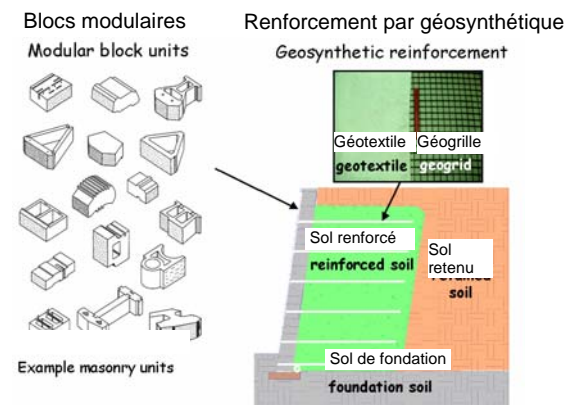 Blocs modulaires
Modular block units
Example masonry units
Renforcement par géosynthétique
Geosynthetic reinforcement
Géotextile Géogrille
geotextile geogrid
Sol renforcé
reinforced soil
Sol
retenu
soil
Sol de fondation
foundation soil